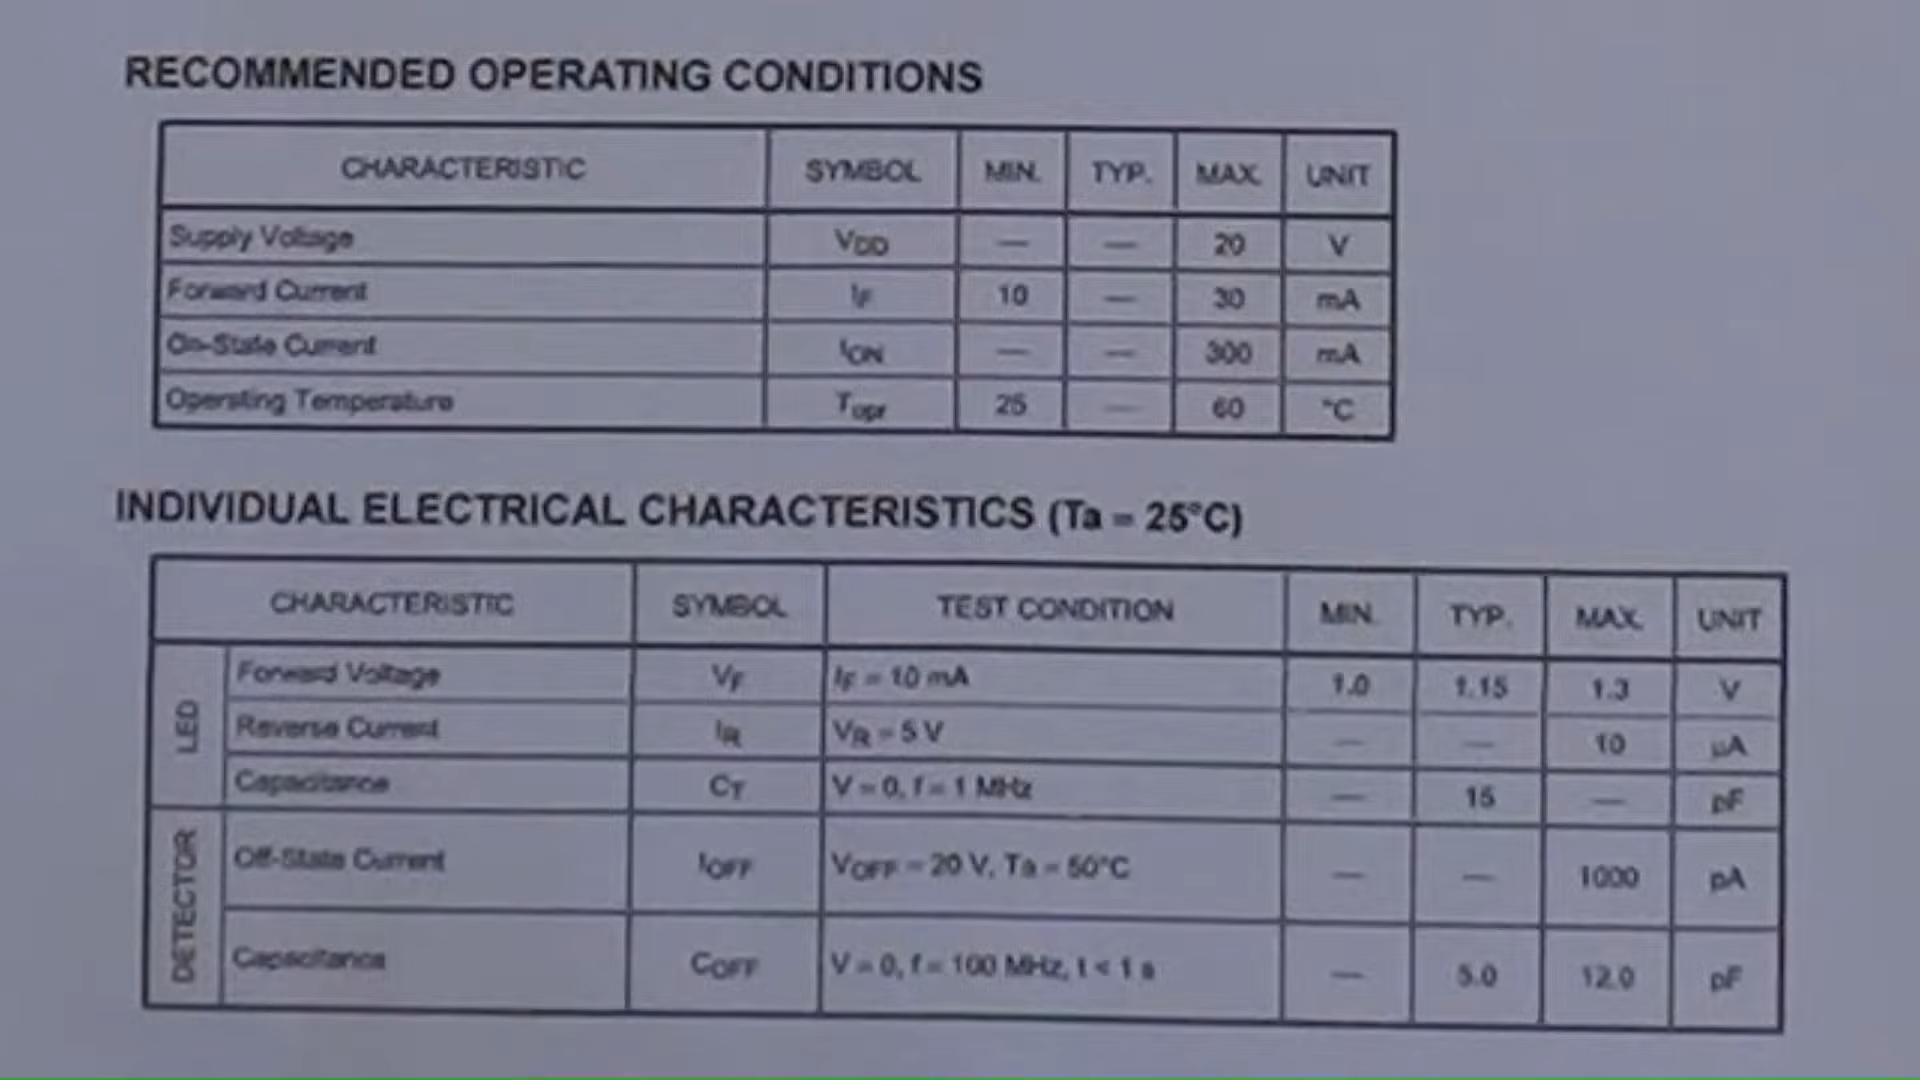 RECOMMENDED OPERATING CONDITIONS
CHARACTERISTIC SYMBOL MIN. TYP. MAX. UNIT
Supply Voltage VDD — — 20 V
Forward Current IF 10 — 30 mA
On-State Current ION — — 300 mA
Operating Temperature Topr 25 — 60 °C
INDIVIDUAL ELECTRICAL CHARACTERISTICS (Ta = 25°C)
CHARACTERISTIC SYMBOL TEST CONDITION MIN. TYP. MAX. UNIT
LED
Forward Voltage VF IF = 10 mA 1.0 1.15 1.3 V
Reverse Current IR VR = 5 V — — 10 μA
Capacitance CT V = 0, f = 1 MHz — 15 — pF
DETECTOR
Off-State Current IOFF VOFF = 20 V, Ta = 50°C — — 1000 pA
Capacitance COFF V = 0, f = 100 MHz, t < 1 s — 5.0 12.0 pF